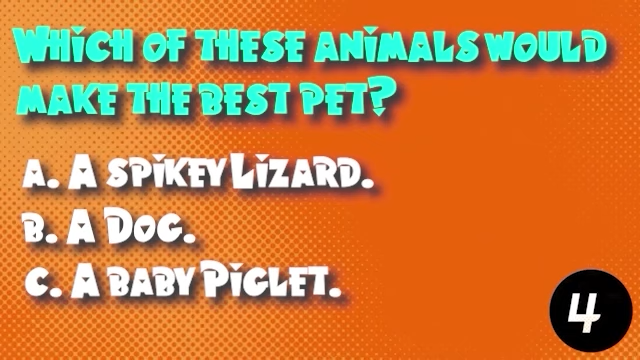 Which of these animals would
make the best pet?
A. A spikey Lizard.
B. A Dog.
C. A baby Piglet.
4